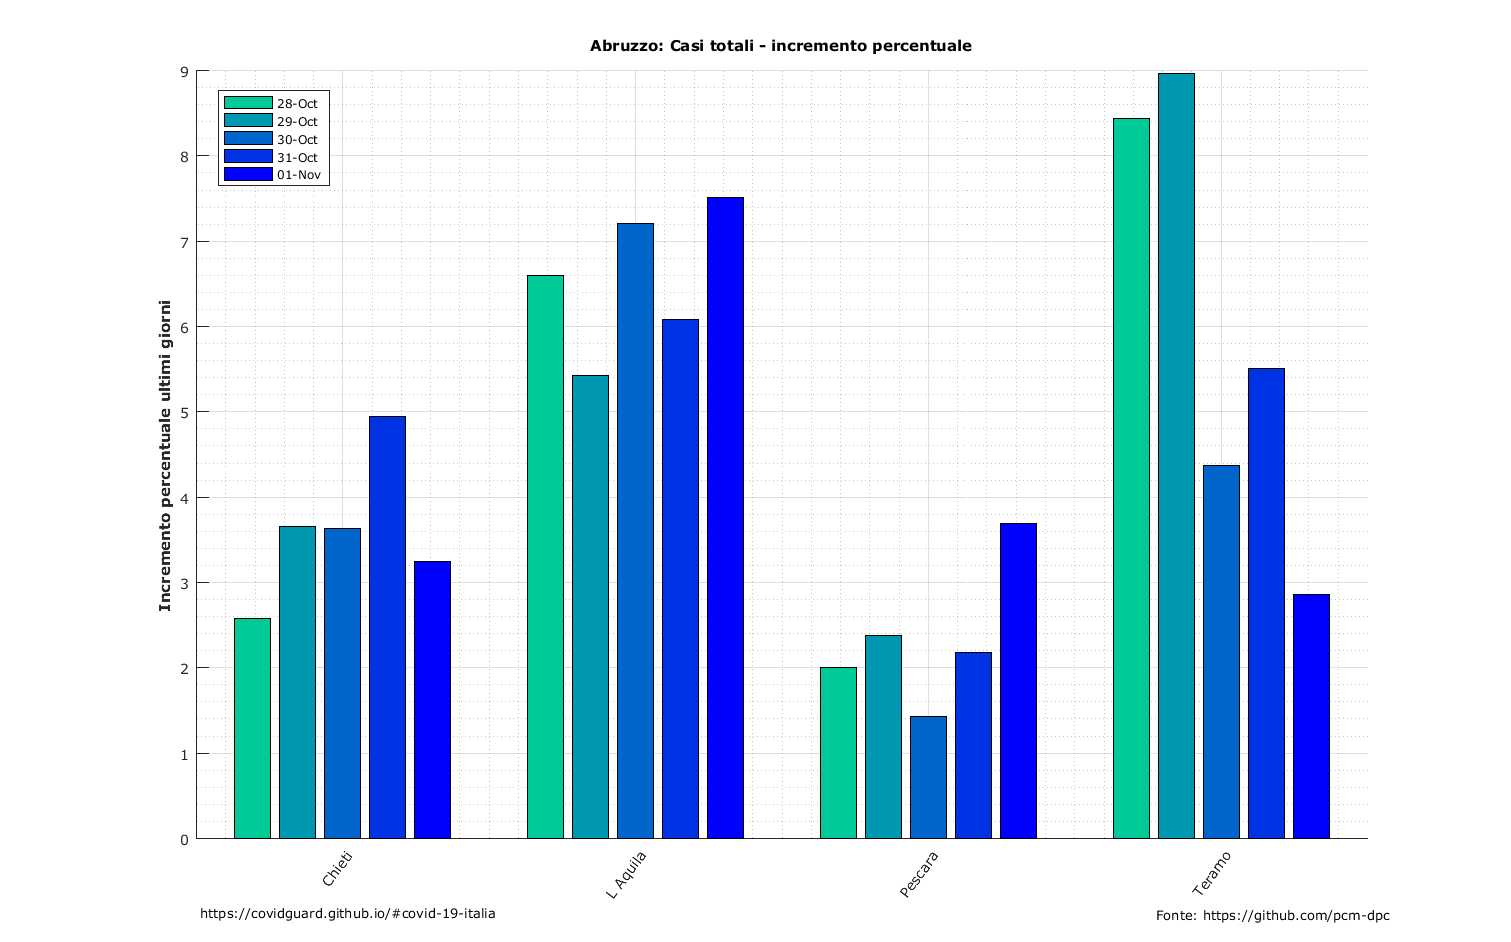 Abruzzo: Casi totali - incremento percentuale
28-Oct
29-Oct
30-Oct
31-Oct
01-Nov
Incremento percentuale ultimi giorni
9
8
7
6
5
4
3
2
1
0
Chieti
L Aquila
Pescara
Teramo
https://covidguard.github.io/#covid-19-italia
Fonte: https://github.com/pcm-dpc